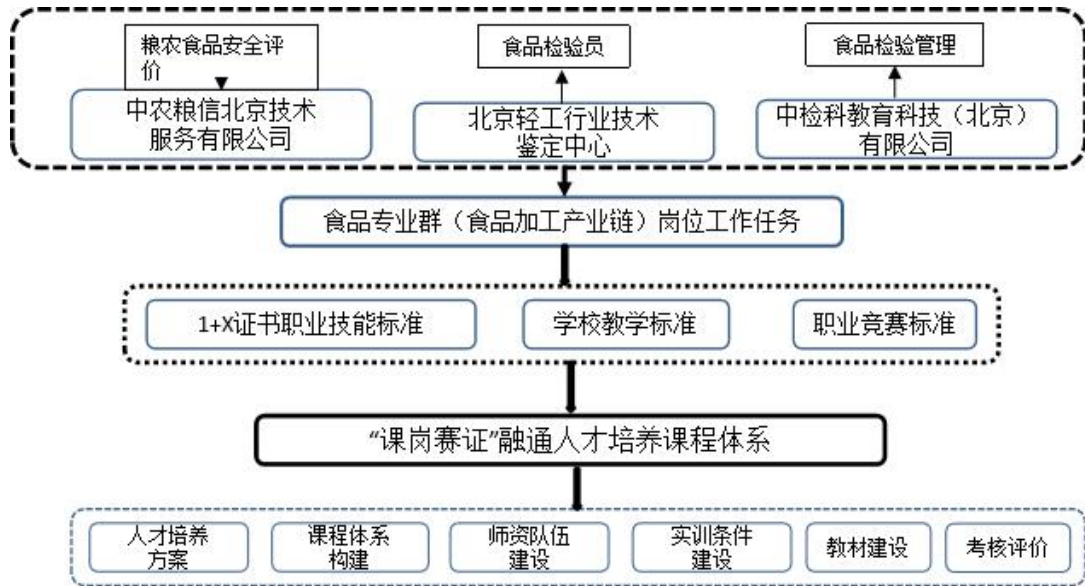 粮农食品安全评
价
食品检验员
食品检验管理
中农粮信北京技术
服务有限公司
北京轻工行业技术
鉴定中心
中检科教育科技（北京）
有限公司
食品专业群（食品加工产业链）岗位工作任务
1+X证书职业技能标准
学校教学标准
职业竞赛标准
“课岗赛证”融通人才培养课程体系
人才培养
方案
课程体系
构建
师资队伍
建设
实训条件
建设
教材建设
考核评价